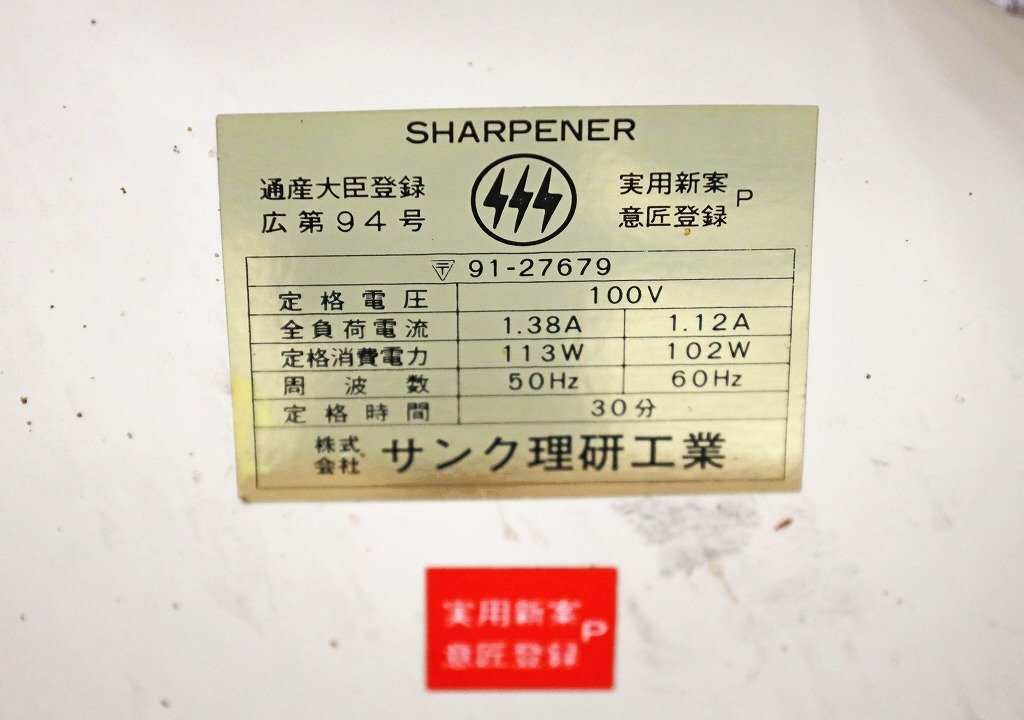 SHARPENER
通産大臣登録
広第94号
実用新案
意匠登録 P
〒 91-27679
定格電圧 100V
全負荷電流 1.38A 1.12A
定格消費電力 113W 102W
周波数 50Hz 60Hz
定格時間 30分
株式会社 サンク理研工業
実用新案
意匠登録 P